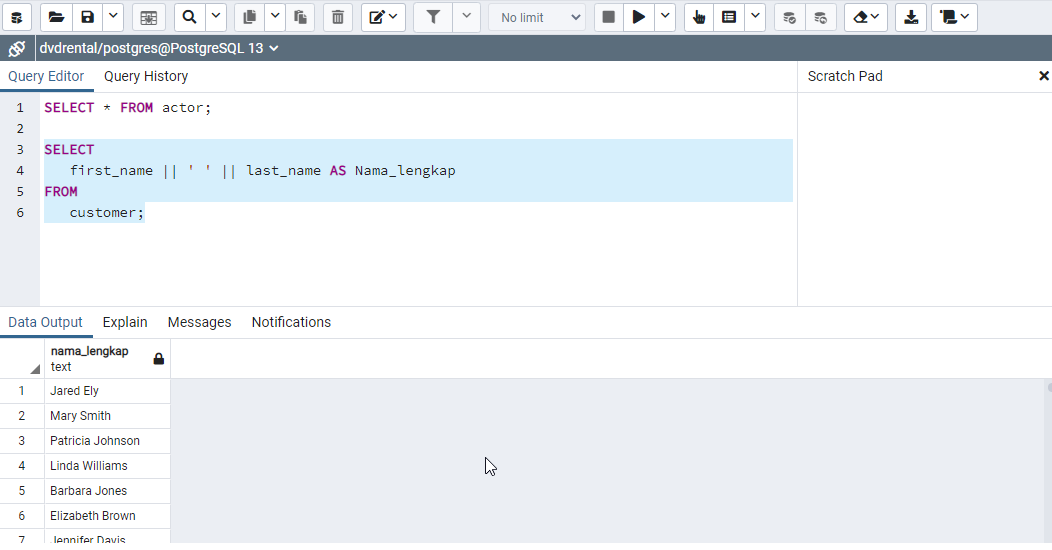 No limit
dvdrental/postgres@PostgreSQL 13
Query Editor Query History
Scratch Pad
1 SELECT * FROM actor;
2
3 SELECT
4 first_name || ' ' || last_name AS Nama_lengkap
5 FROM
6 customer;
Data Output Explain Messages Notifications
nama_lengkap
text
1 Jared Ely
2 Mary Smith
3 Patricia Johnson
4 Linda Williams
5 Barbara Jones
6 Elizabeth Brown
7 Jennifer Davis